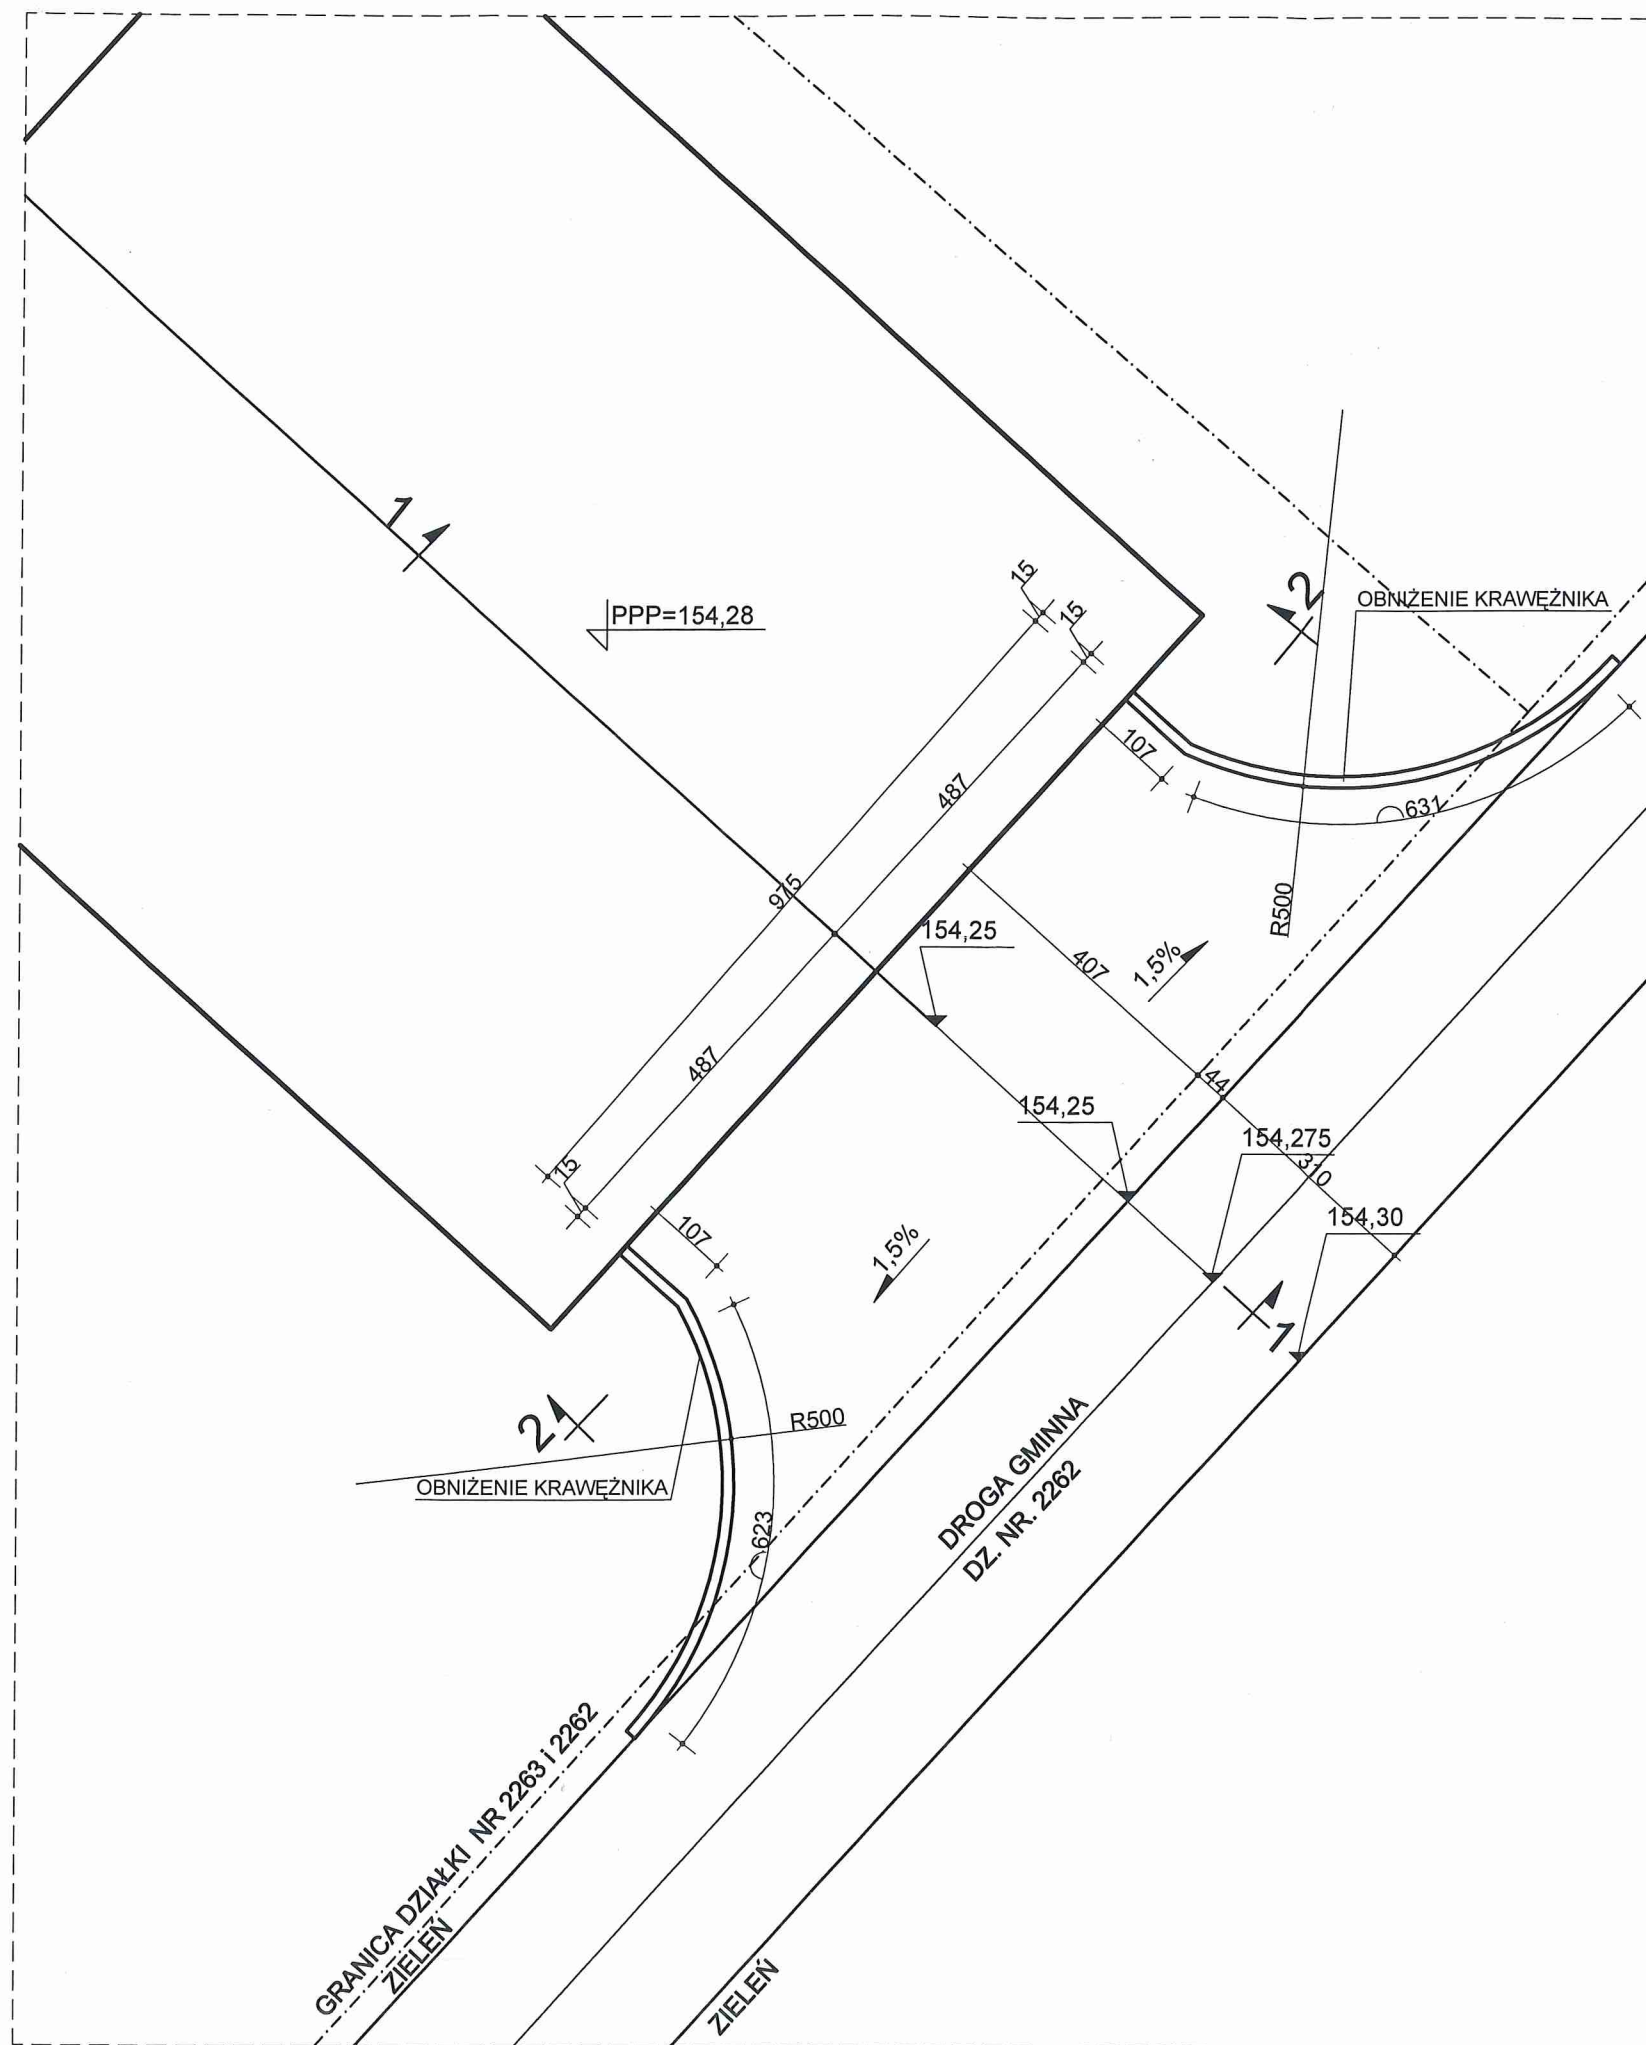 1
15
15
2
PPP=154,28
OBNIŻENIE KRAWĘŻNIKA
107
487
631
975
R500
154,25
407
1,5%
487
44
154,25
154,275
310
15
154,30
107
1,5%
1
2
R500
OBNIŻENIE KRAWĘŻNIKA
623
DROGA GMINNA
DZ. NR. 2262
GRANICA DZIAŁKI NR 2263 i 2262
ZIELEŃ
ZIELEŃ